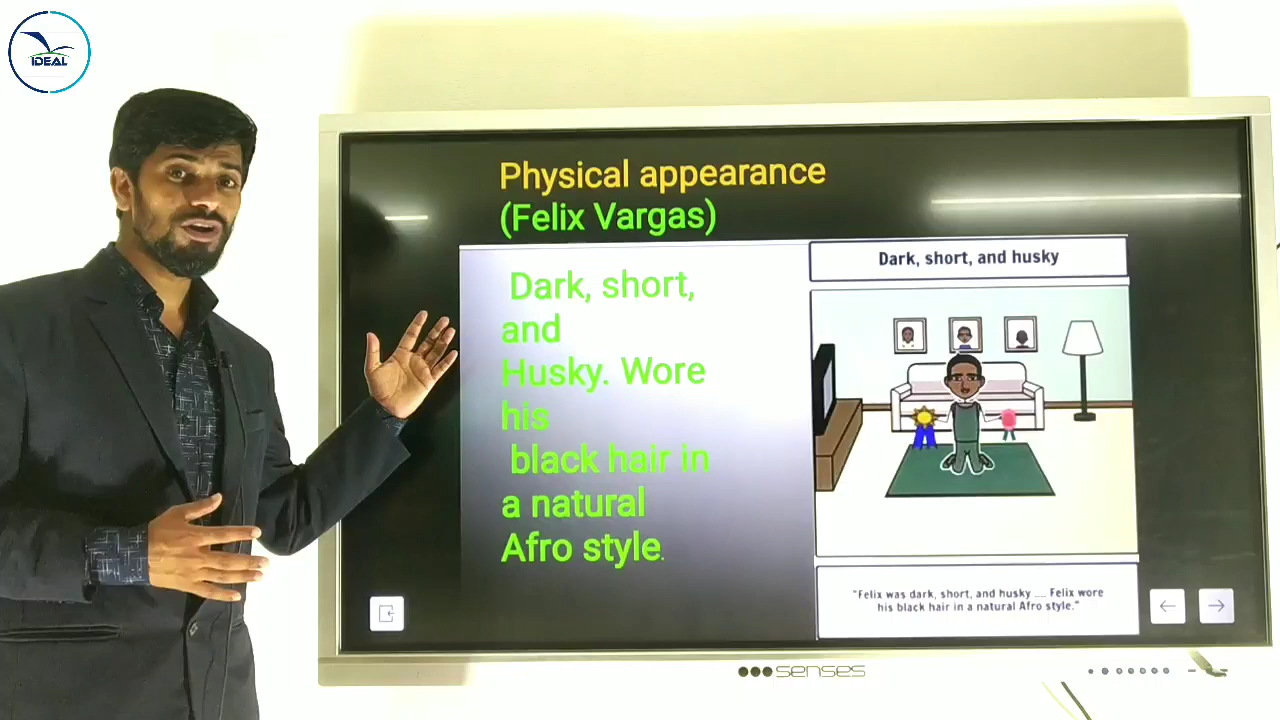 IDEAL
Physical appearance
(Felix Vargas)
Dark, short,
and
Husky. Wore
his
black hair in
a natural
Afro style.
Dark, short, and husky
"Felix was dark, short, and husky .... Felix wore
his black hair in a natural Afro style."
senses